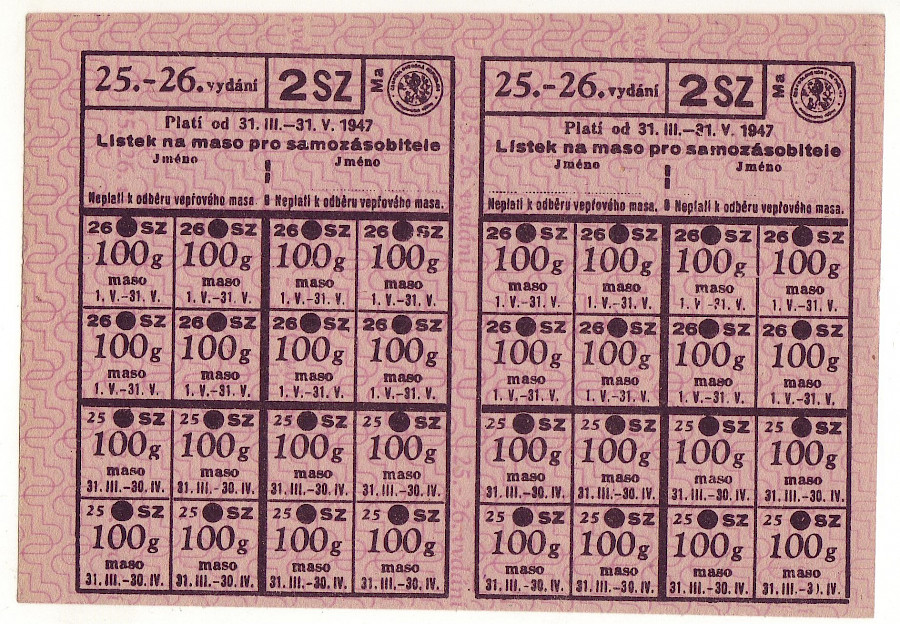 25.-26. vydání 2SZ Ma
Platí od 31. III.—31. V. 1947
Lístek na maso pro samozásobitele
Jméno Jméno
Neplatí k odběru vepřového masa. Neplatí k odběru vepřového masa.
26 SZ 26 SZ 26 SZ 26 SZ
100g 100g 100g 100g
maso maso maso maso
1. V.-31. V. 1. V.-31. V. 1. V.-31. V. 1. V.-31. V.
26 SZ 26 SZ 26 SZ 26 SZ
100g 100g 100g 100g
maso maso maso maso
1. V.-31. V. 1. V.-31. V. 1. V.-31. V. 1. V.-31. V.
25 SZ 25 SZ 25 SZ 25 SZ
100g 100g 100g 100g
maso maso maso maso
31. III.-30. IV. 31. III.-30. IV. 31. III.-30. IV. 31. III.-30. IV.
25 SZ 25 SZ 25 SZ 25 SZ
100g 100g 100g 100g
maso maso maso maso
31. III.-30. IV. 31. III.-30. IV. 31. III.-30. IV. 31. III.-30. IV.
25.-26. vydání 2SZ Ma
Platí od 31. III.—31. V. 1947
Lístek na maso pro samozásobitele
Jméno Jméno
Neplatí k odběru vepřového masa. Neplatí k odběru vepřového masa.
26 SZ 26 SZ 26 SZ 26 SZ
100g 100g 100g 100g
maso maso maso maso
1. V.-31. V. 1. V.-31. V. 1. V.-31. V. 1. V.-31. V.
26 SZ 26 SZ 26 SZ 26 SZ
100g 100g 100g 100g
maso maso maso maso
1. V.-31. V. 1. V.-31. V. 1. V.-31. V. 1. V.-31. V.
25 SZ 25 SZ 25 SZ 25 SZ
100g 100g 100g 100g
maso maso maso maso
31. III.-30. IV. 31. III.-30. IV. 31. III.-30. IV. 31. III.-30. IV.
25 SZ 25 SZ 25 SZ 25 SZ
100g 100g 100g 100g
maso maso maso maso
31. III.-30. IV. 31. III.-30. IV. 31. III.-30. IV. 31. III.-30. IV.